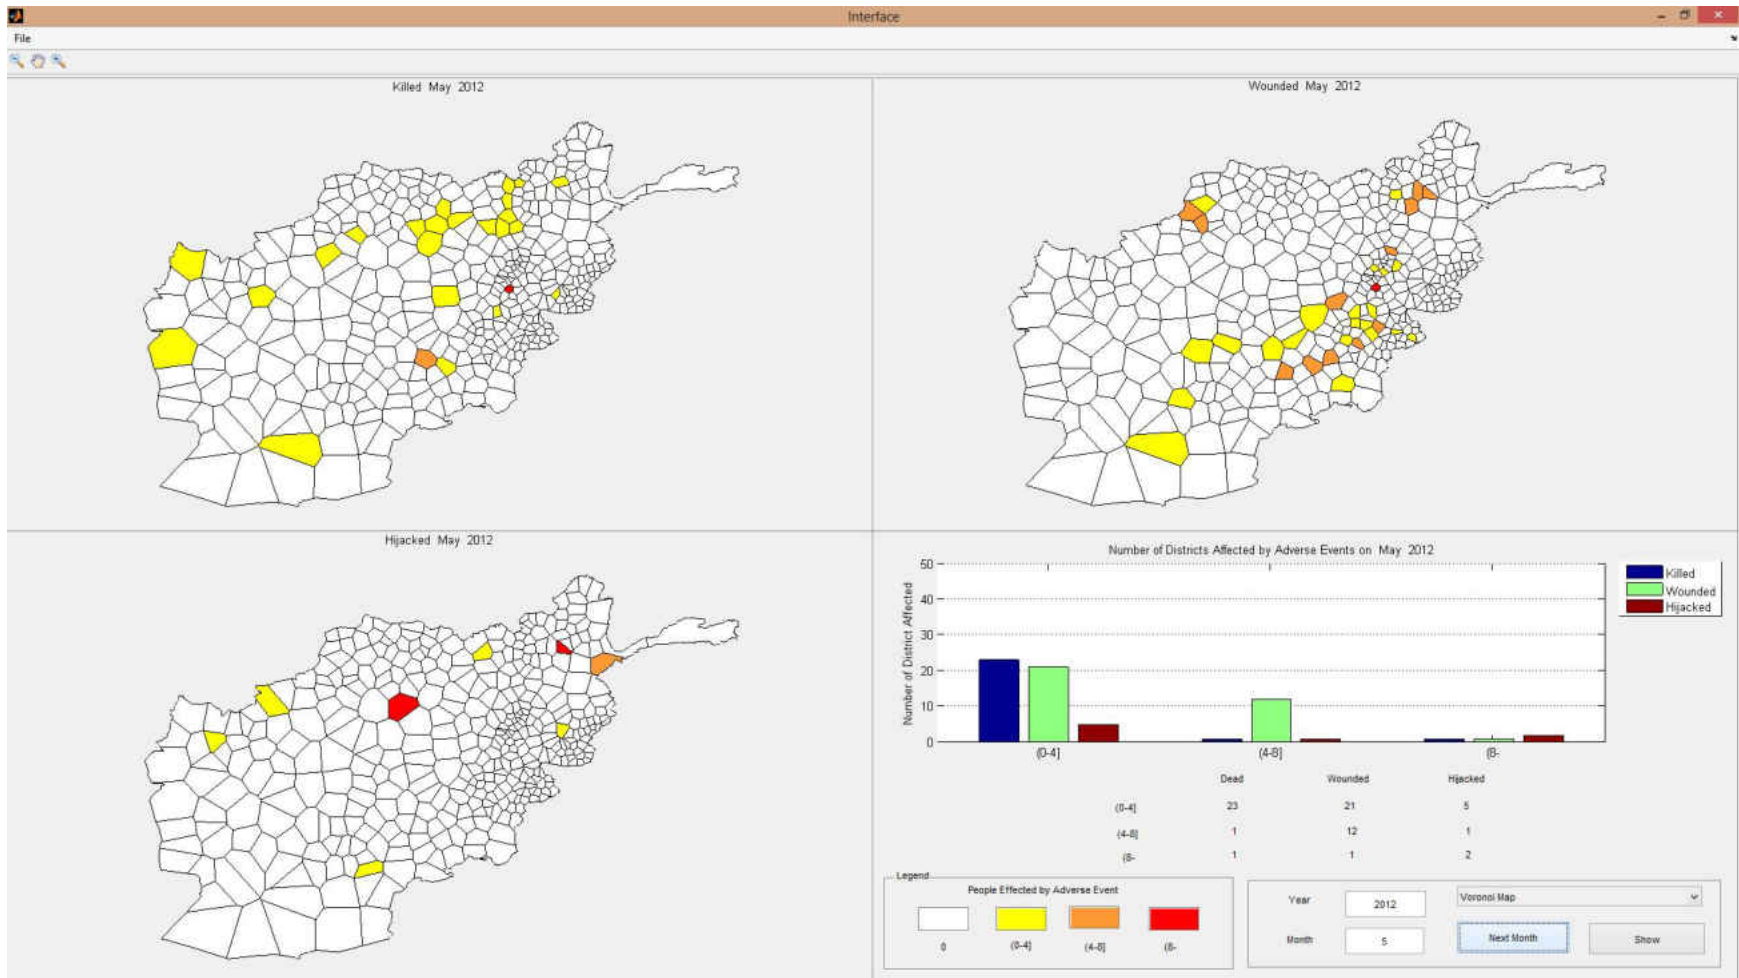 Interface
File
Killed May 2012
Wounded May 2012
Hijacked May 2012
Number of Districts Affected by Adverse Events on May 2012
Number of District Affected
50
40
30
20
10
0
(0-4]
(4-8]
(8-
Killed
Wounded
Hijacked
Dead Wounded Hijacked
(0-4] 23 21 5
(4-8] 1 12 1
(8- 1 1 2
Legend
People Effected by Adverse Event
0 (0-4] (4-8] (8-
Year 2012 Voronoi Map
Month 5 Next Month Show